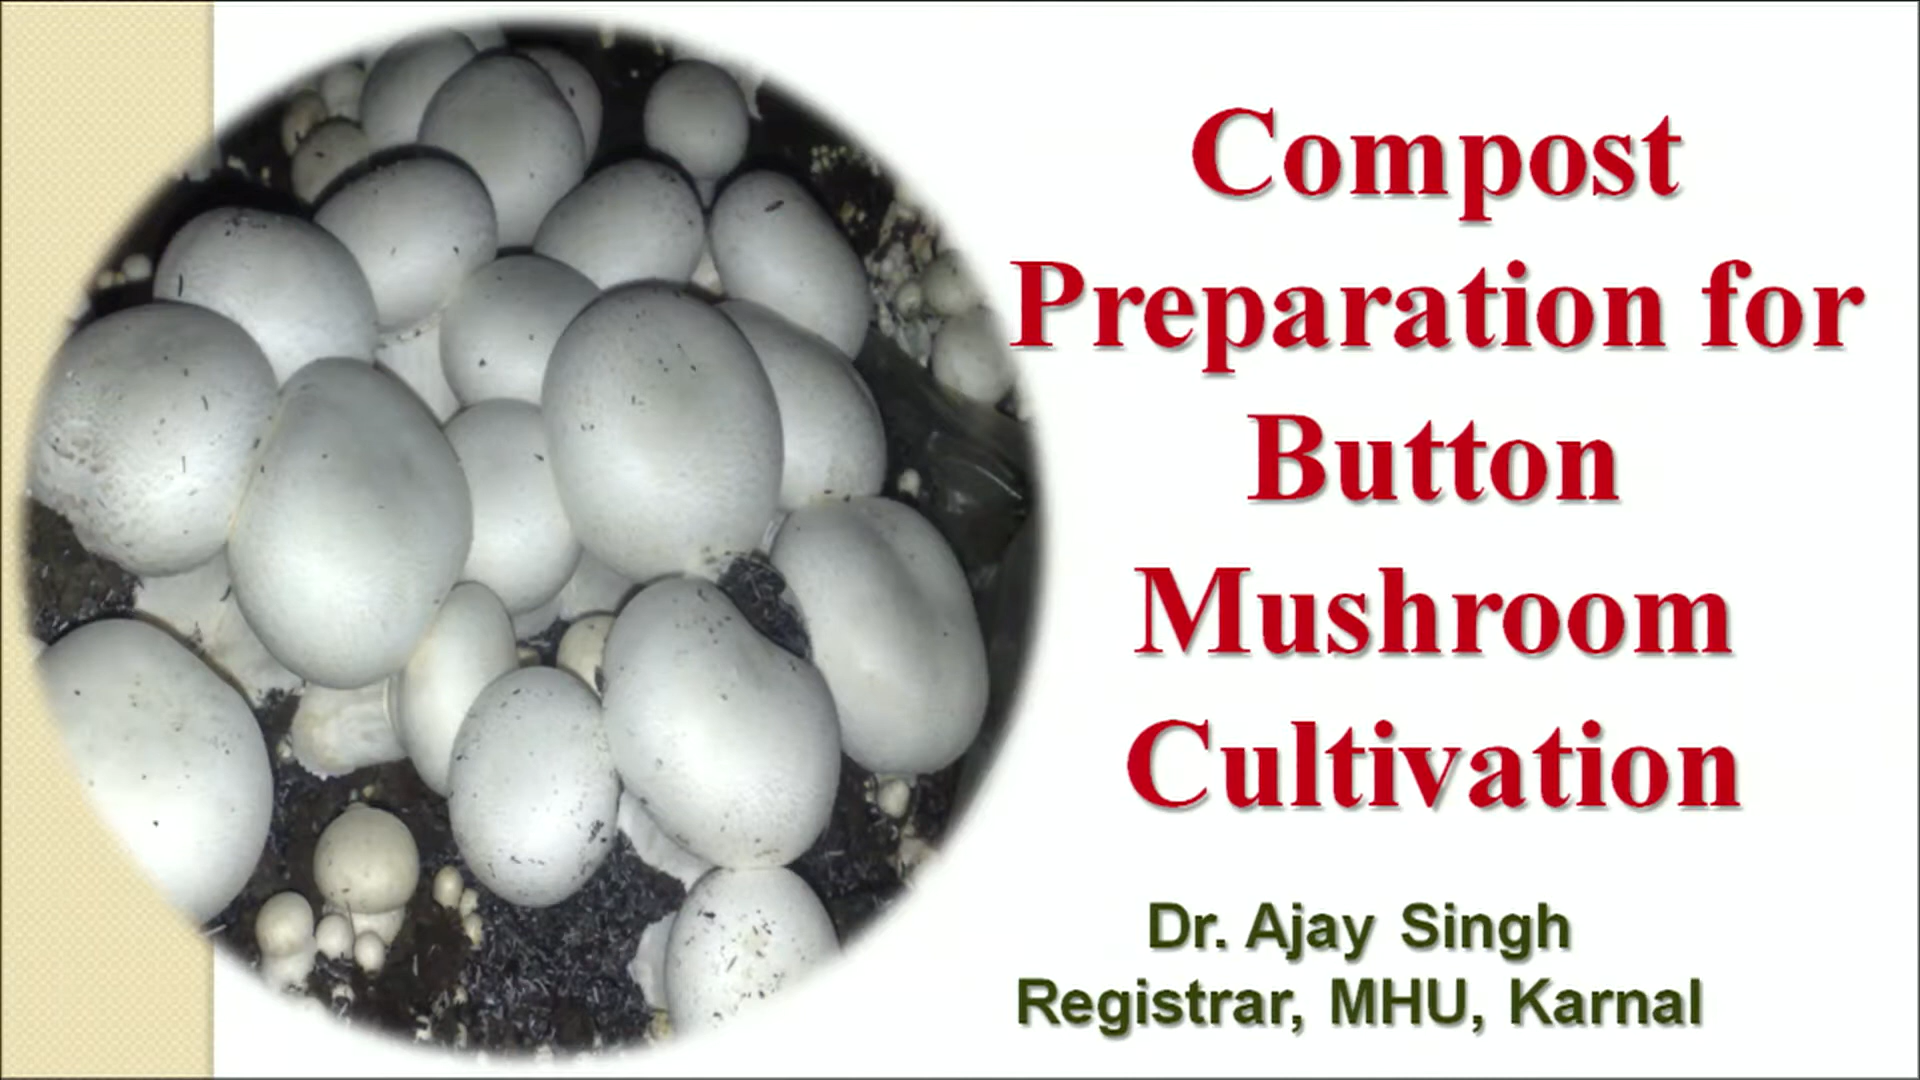 Compost
Preparation for
Button
Mushroom
Cultivation
Dr. Ajay Singh
Registrar, MHU, Karnal